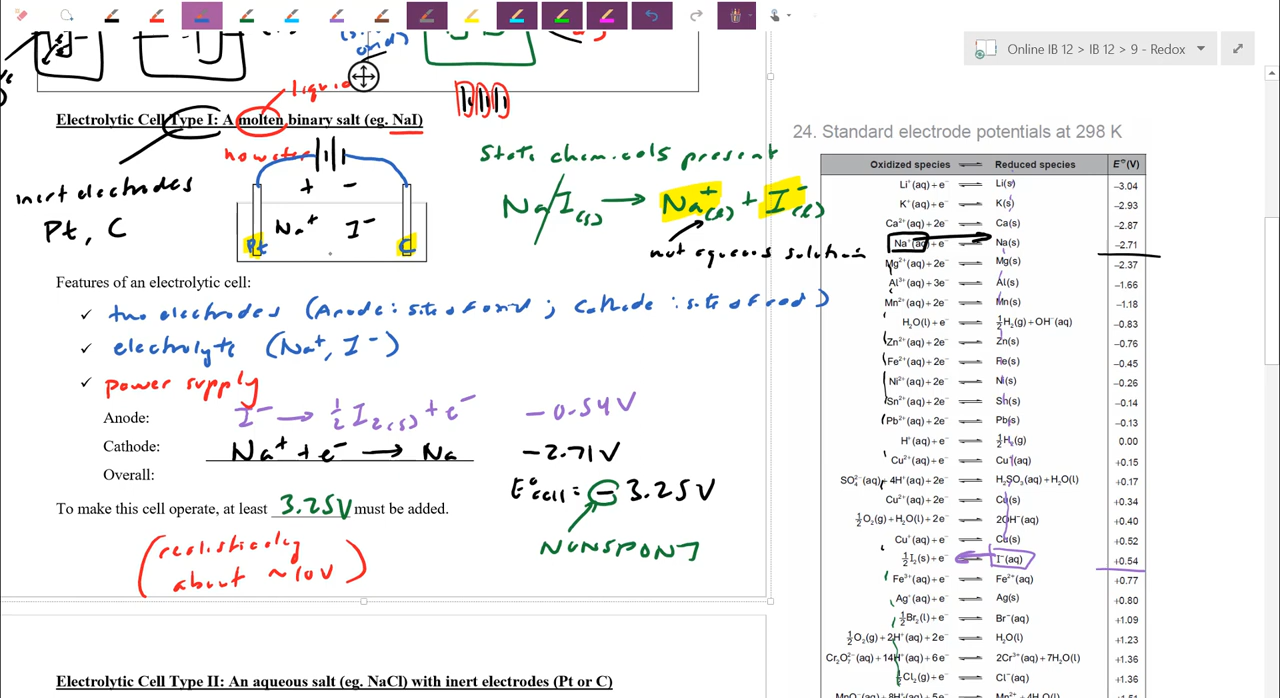 Online IB 12 > IB 12 > 9 - Redox
liquid
Electrolytic Cell Type I: A molten binary salt (eg. NaI)
no water
inert electrodes
Pt, C
+ −
Na⁺ I⁻
Pt C
State chemicals present
NaI(s) → Na⁺(l) + I⁻(l)
not aqueous solution
Features of an electrolytic cell:
✓ two electrodes (Anode: site of oxid ; Cathode: site of red)
✓ electrolyte (Na⁺, I⁻)
✓ power supply
Anode: I⁻ → ½ I₂(s) + e⁻ −0.54V
Cathode: Na⁺ + e⁻ → Na −2.71V
Overall:
E°cell = − 3.25V
To make this cell operate, at least 3.25V must be added.
NONSPONT
(realistically
about ~10V)
Electrolytic Cell Type II: An aqueous salt (eg. NaCl) with inert electrodes (Pt or C)
24. Standard electrode potentials at 298 K
Oxidized species ⇌ Reduced species E°(V)
Li⁺(aq) + e⁻ ⇌ Li(s) −3.04
K⁺(aq) + e⁻ ⇌ K(s) −2.93
Ca²⁺(aq) + 2e⁻ ⇌ Ca(s) −2.87
Na⁺(aq) + e⁻ ⇌ Na(s) −2.71
Mg²⁺(aq) + 2e⁻ ⇌ Mg(s) −2.37
Al³⁺(aq) + 3e⁻ ⇌ Al(s) −1.66
Mn²⁺(aq) + 2e⁻ ⇌ Mn(s) −1.18
H₂O(l) + e⁻ ⇌ ½H₂(g) + OH⁻(aq) −0.83
Zn²⁺(aq) + 2e⁻ ⇌ Zn(s) −0.76
Fe²⁺(aq) + 2e⁻ ⇌ Fe(s) −0.45
Ni²⁺(aq) + 2e⁻ ⇌ Ni(s) −0.26
Sn²⁺(aq) + 2e⁻ ⇌ Sn(s) −0.14
Pb²⁺(aq) + 2e⁻ ⇌ Pb(s) −0.13
H⁺(aq) + e⁻ ⇌ ½H₂(g) 0.00
Cu²⁺(aq) + e⁻ ⇌ Cu⁺(aq) +0.15
SO₄²⁻(aq) + 4H⁺(aq) + 2e⁻ ⇌ H₂SO₃(aq) + H₂O(l) +0.17
Cu²⁺(aq) + 2e⁻ ⇌ Cu(s) +0.34
½O₂(g) + H₂O(l) + 2e⁻ ⇌ 2OH⁻(aq) +0.40
Cu⁺(aq) + e⁻ ⇌ Cu(s) +0.52
½I₂(s) + e⁻ ⇌ I⁻(aq) +0.54
Fe³⁺(aq) + e⁻ ⇌ Fe²⁺(aq) +0.77
Ag⁺(aq) + e⁻ ⇌ Ag(s) +0.80
½Br₂(l) + e⁻ ⇌ Br⁻(aq) +1.09
½O₂(g) + 2H⁺(aq) + 2e⁻ ⇌ H₂O(l) +1.23
Cr₂O₇²⁻(aq) + 14H⁺(aq) + 6e⁻ ⇌ 2Cr³⁺(aq) + 7H₂O(l) +1.36
½Cl₂(g) + e⁻ ⇌ Cl⁻(aq) +1.36